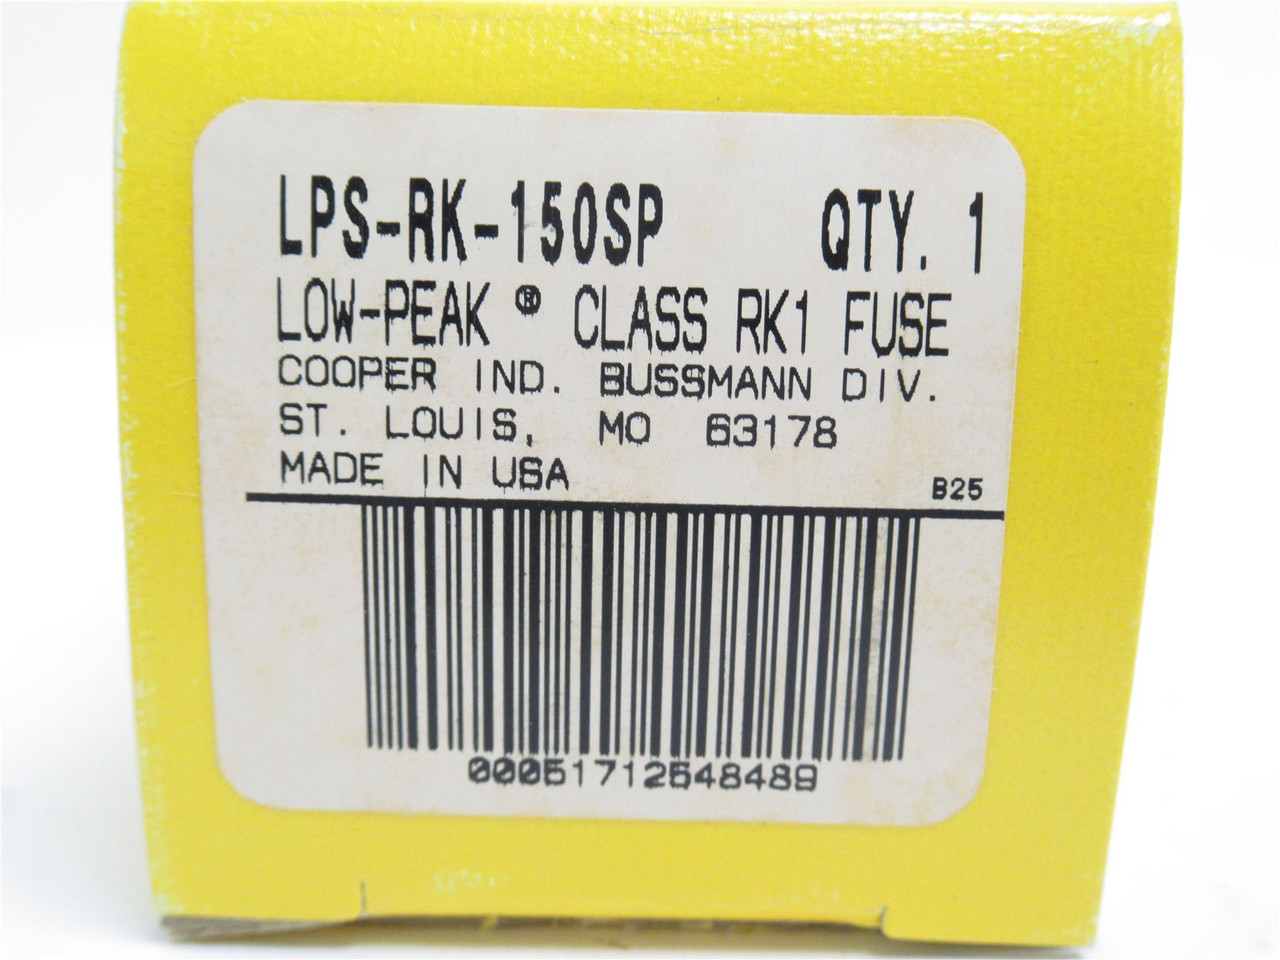 LPS-RK-150SP QTY. 1
LOW-PEAK ® CLASS RK1 FUSE
COOPER IND. BUSSMANN DIV.
ST. LOUIS, MO 63178
MADE IN USA
B25
00051712548489